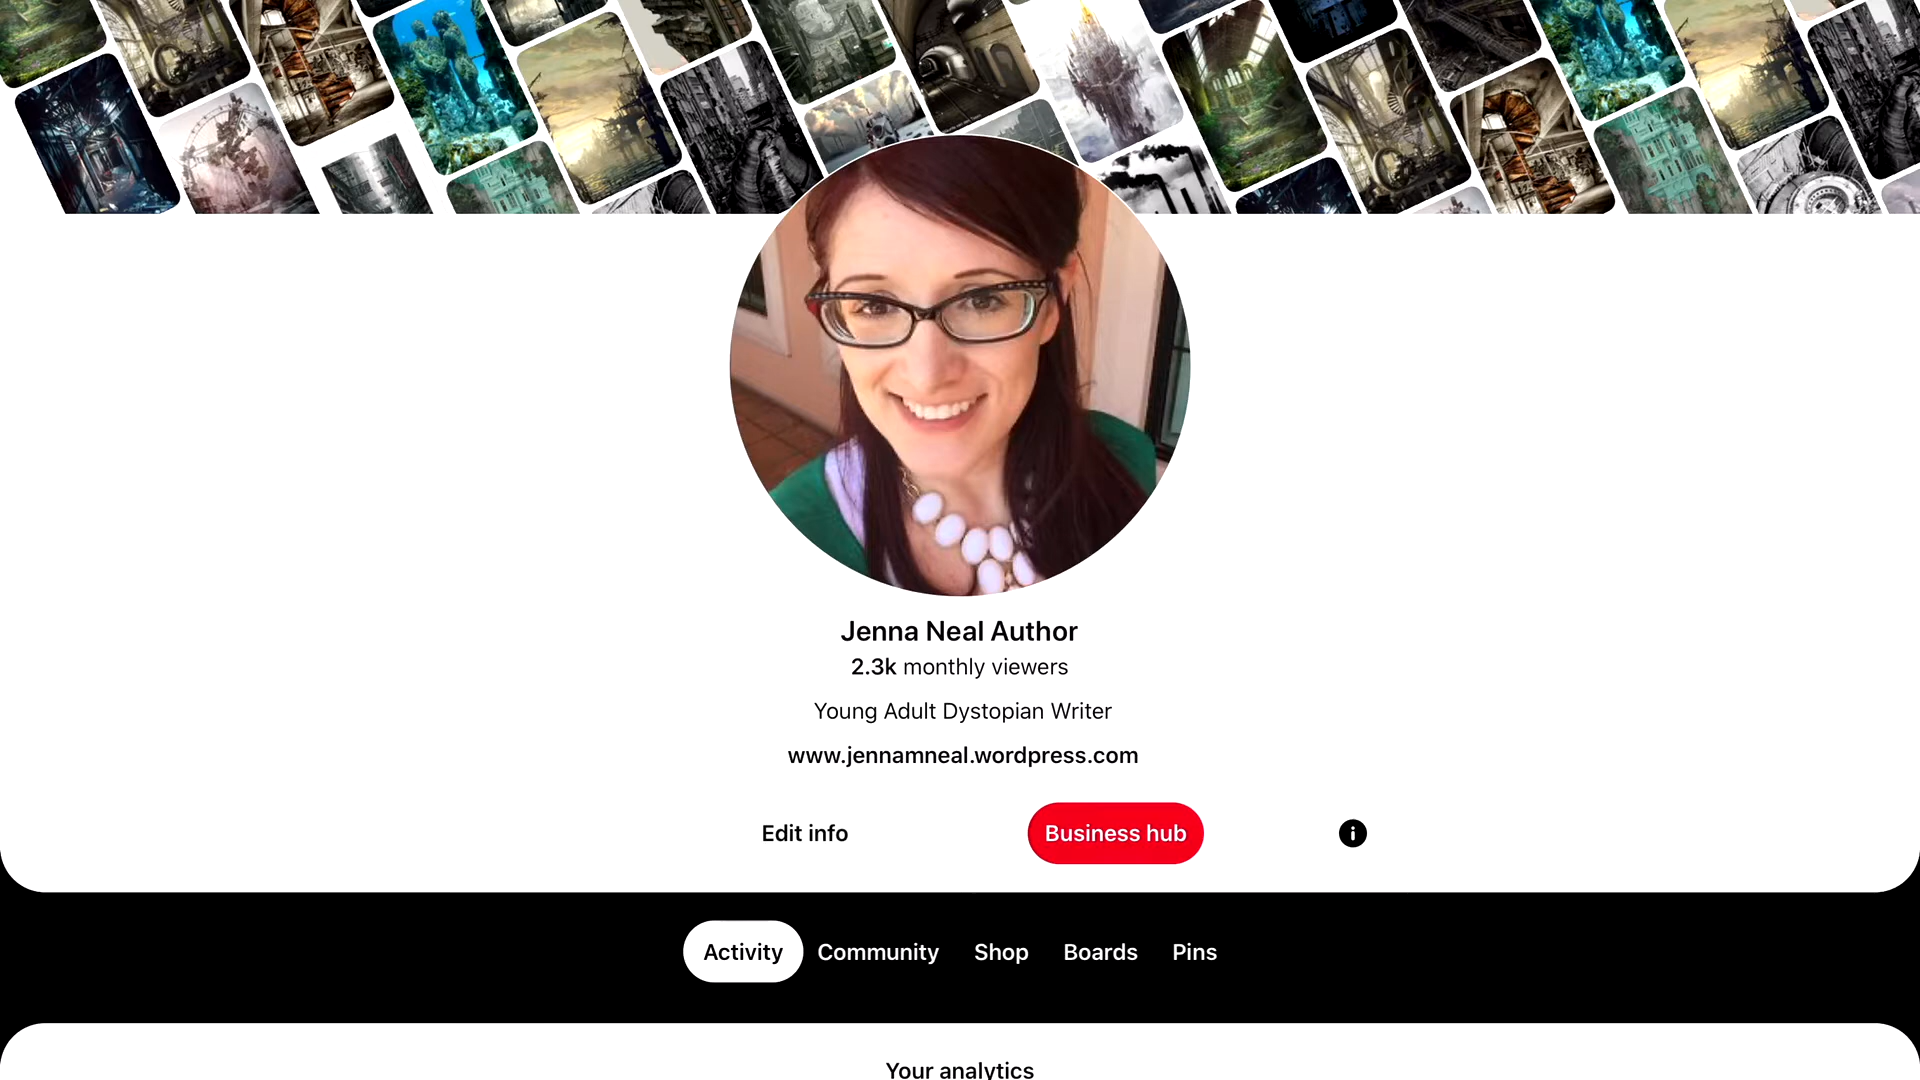 Jenna Neal Author
2.3k monthly viewers
Young Adult Dystopian Writer
www.jennamneal.wordpress.com
Edit info
Business hub
Activity
Community
Shop
Boards
Pins
Your analytics